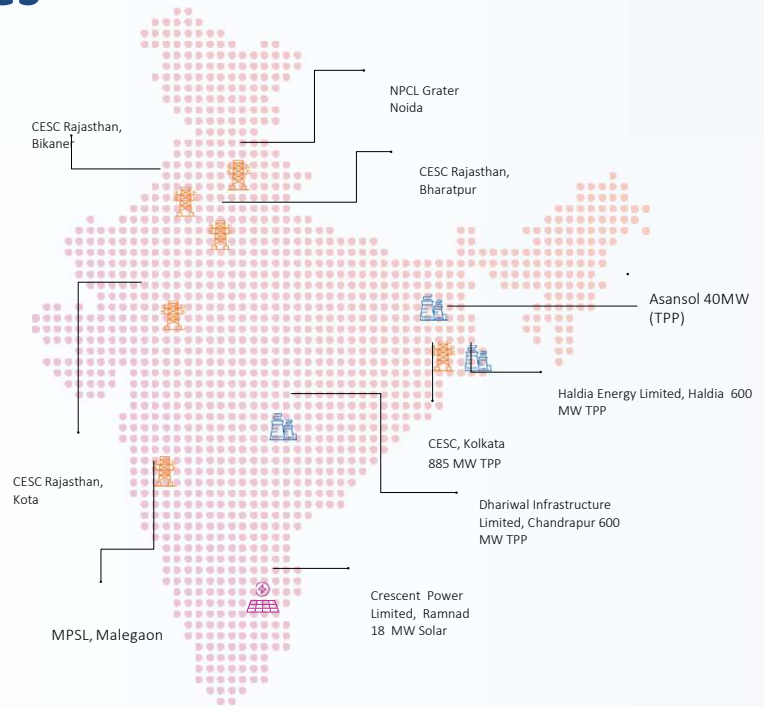 NPCL Grater
Noida
CESC Rajasthan,
Bikaner
CESC Rajasthan,
Bharatpur
Asansol 40MW
(TPP)
Haldia Energy Limited, Haldia 600
MW TPP
CESC, Kolkata
885 MW TPP
CESC Rajasthan,
Kota
Dhariwal Infrastructure
Limited, Chandrapur 600
MW TPP
Crescent Power
Limited, Ramnad
18 MW Solar
MPSL, Malegaon